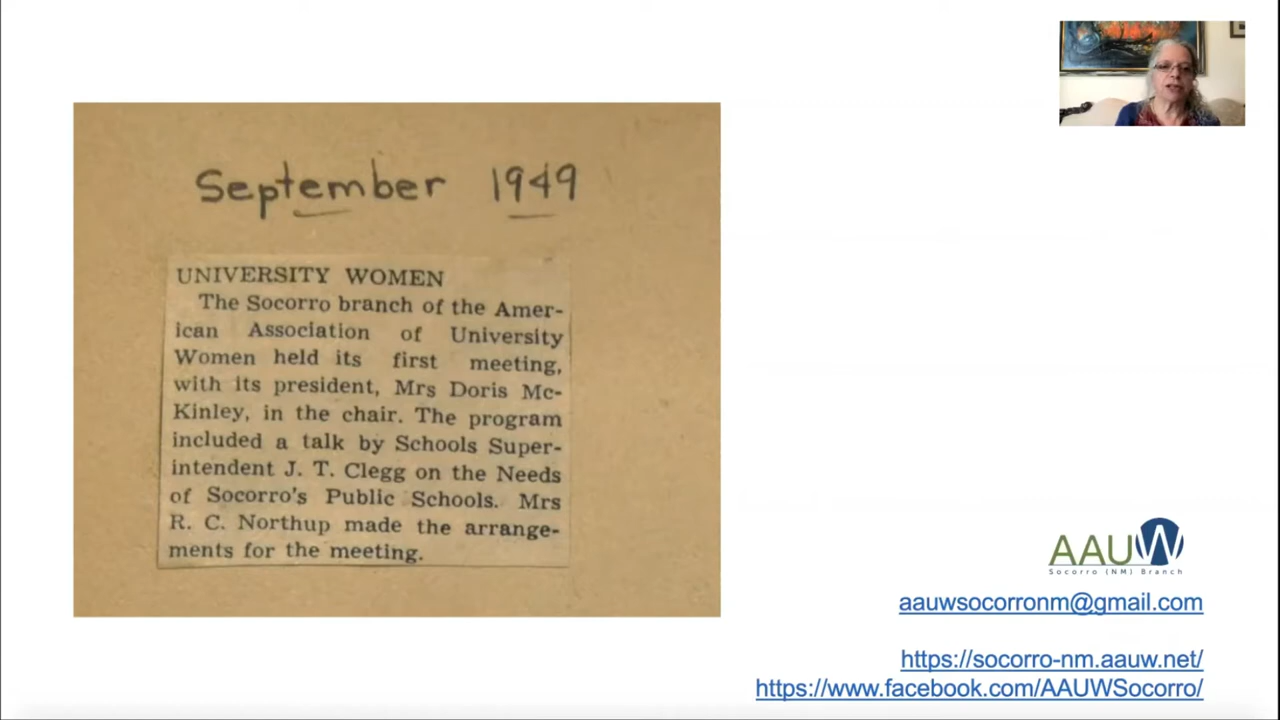 September 1949
UNIVERSITY WOMEN
The Socorro branch of the Amer-
ican Association of University
Women held its first meeting,
with its president, Mrs Doris Mc-
Kinley, in the chair. The program
included a talk by Schools Super-
intendent J. T. Clegg on the Needs
of Socorro's Public Schools. Mrs
R. C. Northup made the arrange-
ments for the meeting.
AAUW
Socorro (NM) Branch
aauwsocorronm@gmail.com
https://socorro-nm.aauw.net/
https://www.facebook.com/AAUWSocorro/